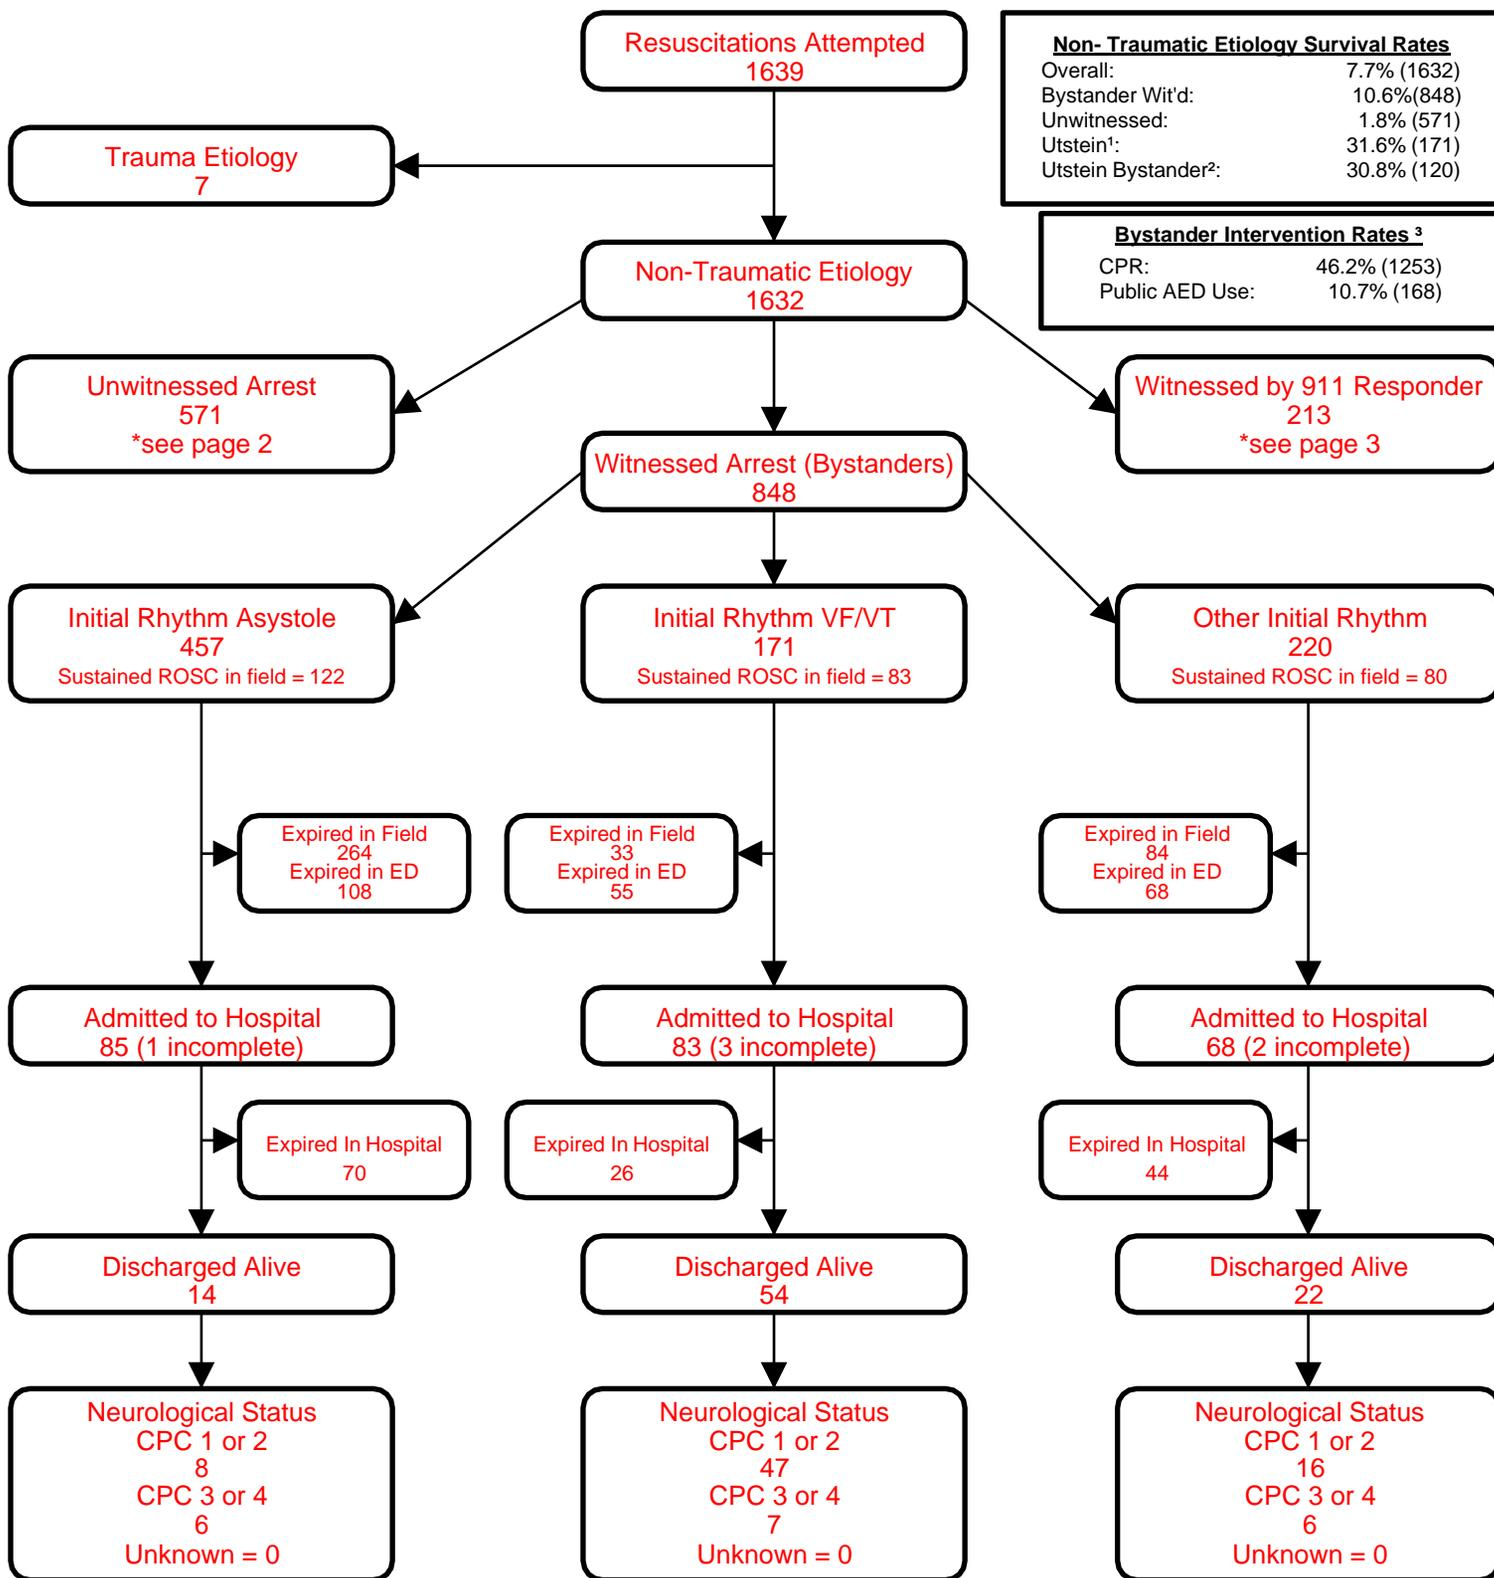 Resuscitations Attempted
1639
Non- Traumatic Etiology Survival Rates
Overall: 7.7% (1632)
Bystander Wit'd: 10.6%(848)
Unwitnessed: 1.8% (571)
Utstein¹: 31.6% (171)
Utstein Bystander²: 30.8% (120)
Trauma Etiology
7
Bystander Intervention Rates ³
CPR: 46.2% (1253)
Public AED Use: 10.7% (168)
Non-Traumatic Etiology
1632
Unwitnessed Arrest
571
*see page 2
Witnessed by 911 Responder
213
*see page 3
Witnessed Arrest (Bystanders)
848
Initial Rhythm Asystole
457
Sustained ROSC in field = 122
Initial Rhythm VF/VT
171
Sustained ROSC in field = 83
Other Initial Rhythm
220
Sustained ROSC in field = 80
Expired in Field
264
Expired in ED
108
Expired in Field
33
Expired in ED
55
Expired in Field
84
Expired in ED
68
Admitted to Hospital
85 (1 incomplete)
Admitted to Hospital
83 (3 incomplete)
Admitted to Hospital
68 (2 incomplete)
Expired In Hospital
70
Expired In Hospital
26
Expired In Hospital
44
Discharged Alive
14
Discharged Alive
54
Discharged Alive
22
Neurological Status
CPC 1 or 2
8
CPC 3 or 4
6
Unknown = 0
Neurological Status
CPC 1 or 2
47
CPC 3 or 4
7
Unknown = 0
Neurological Status
CPC 1 or 2
16
CPC 3 or 4
6
Unknown = 0